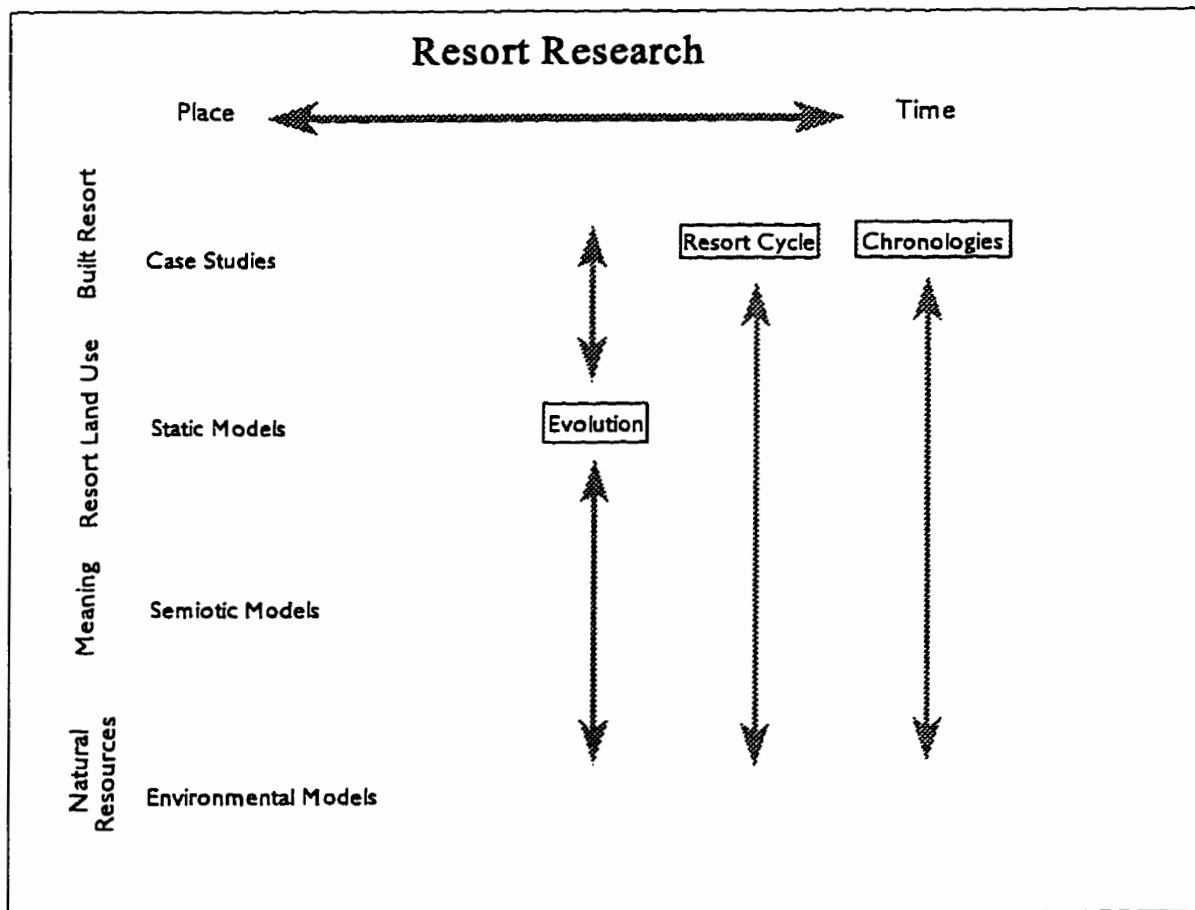 Resort Research
Place
Time
Built Resort
Case Studies
Resort Cycle
Chronologies
Resort Land Use
Static Models
Evolution
Meaning
Semiotic Models
Natural
Resources
Environmental Models